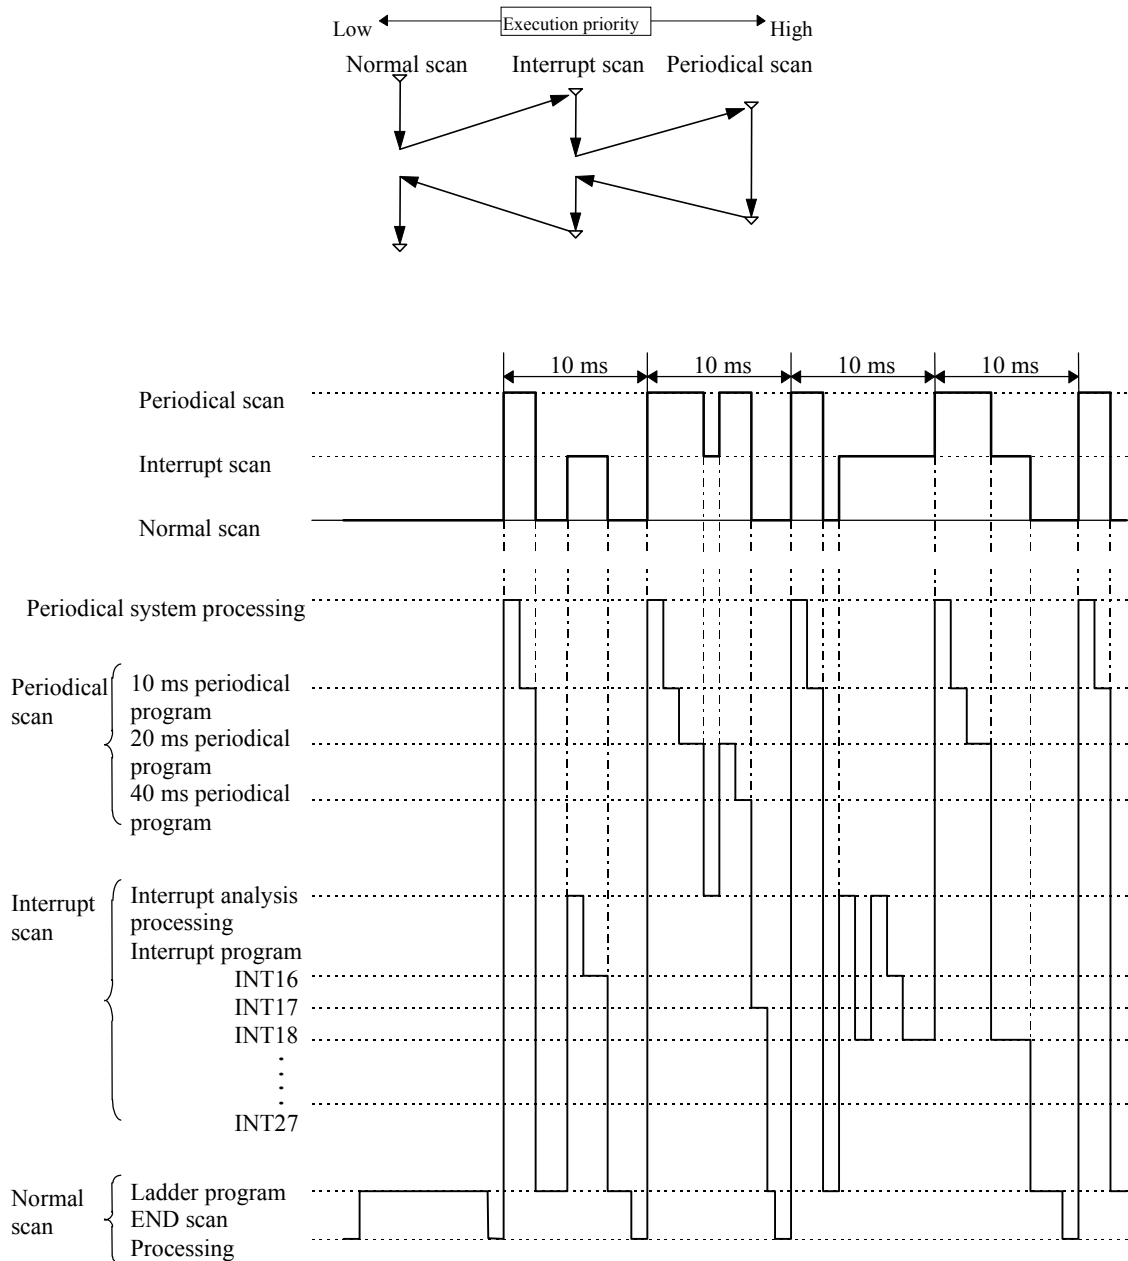 Low Execution priority High
Normal scan Interrupt scan Periodical scan
10 ms 10 ms 10 ms 10 ms
Periodical scan
Interrupt scan
Normal scan
Periodical system processing
Periodical
scan
10 ms periodical
program
20 ms periodical
program
40 ms periodical
program
Interrupt
scan
Interrupt analysis
processing
Interrupt program
INT16
INT17
INT18
INT27
Normal
scan
Ladder program
END scan
Processing